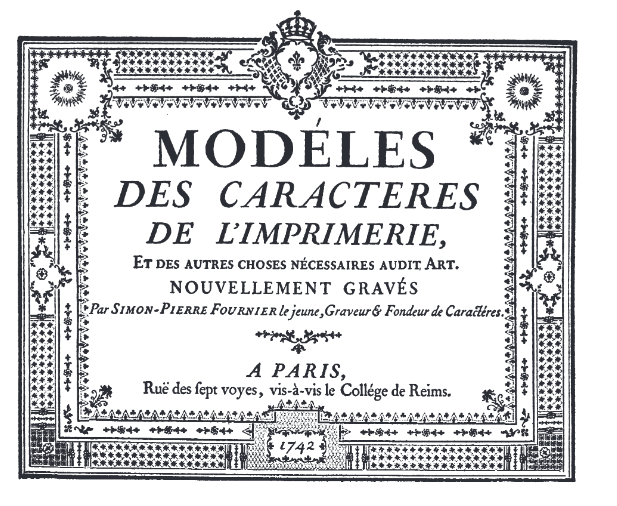 MODÉLES
DES CARACTERES
DE L'IMPRIMERIE,
ET DES AUTRES CHOSES NÉCESSAIRES AUDIT ART.
NOUVELLEMENT GRAVÉS
Par SIMON-PIERRE FOURNIER le jeune, Graveur & Fondeur de Caractéres.
A PARIS,
Ruë des ſept voyes, vis-à-vis le Collége de Reims.
1742